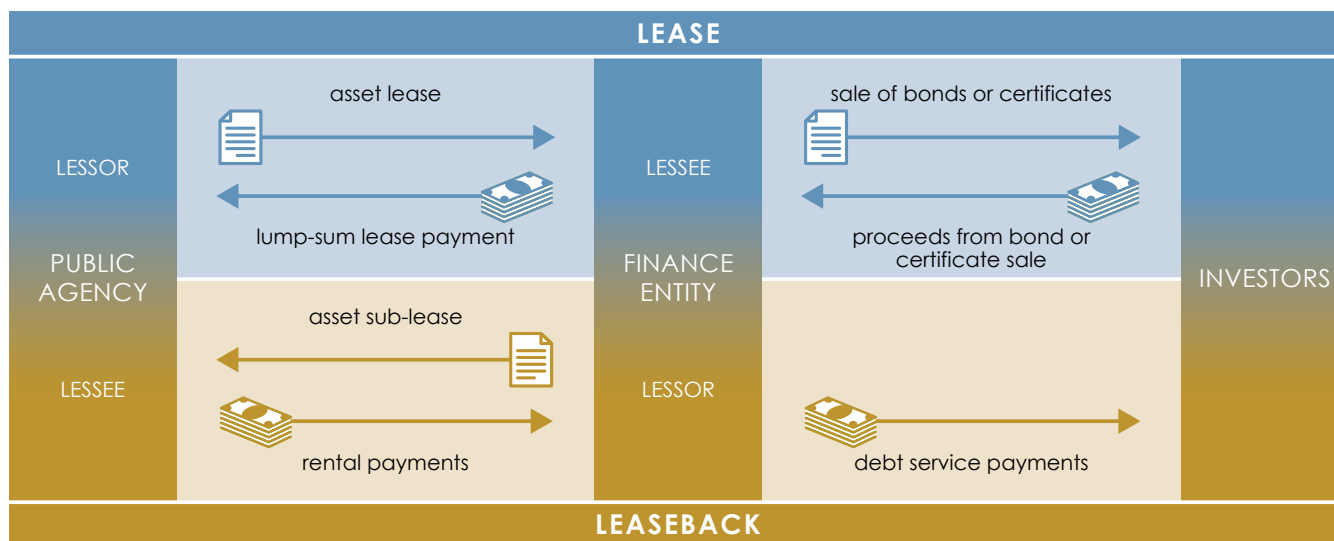 LEASE
asset lease
sale of bonds or certificates
LESSOR
LESSEE
lump-sum lease payment
proceeds from bond or
certificate sale
PUBLIC
AGENCY
FINANCE
ENTITY
INVESTORS
asset sub-lease
LESSEE
LESSOR
rental payments
debt service payments
LEASEBACK